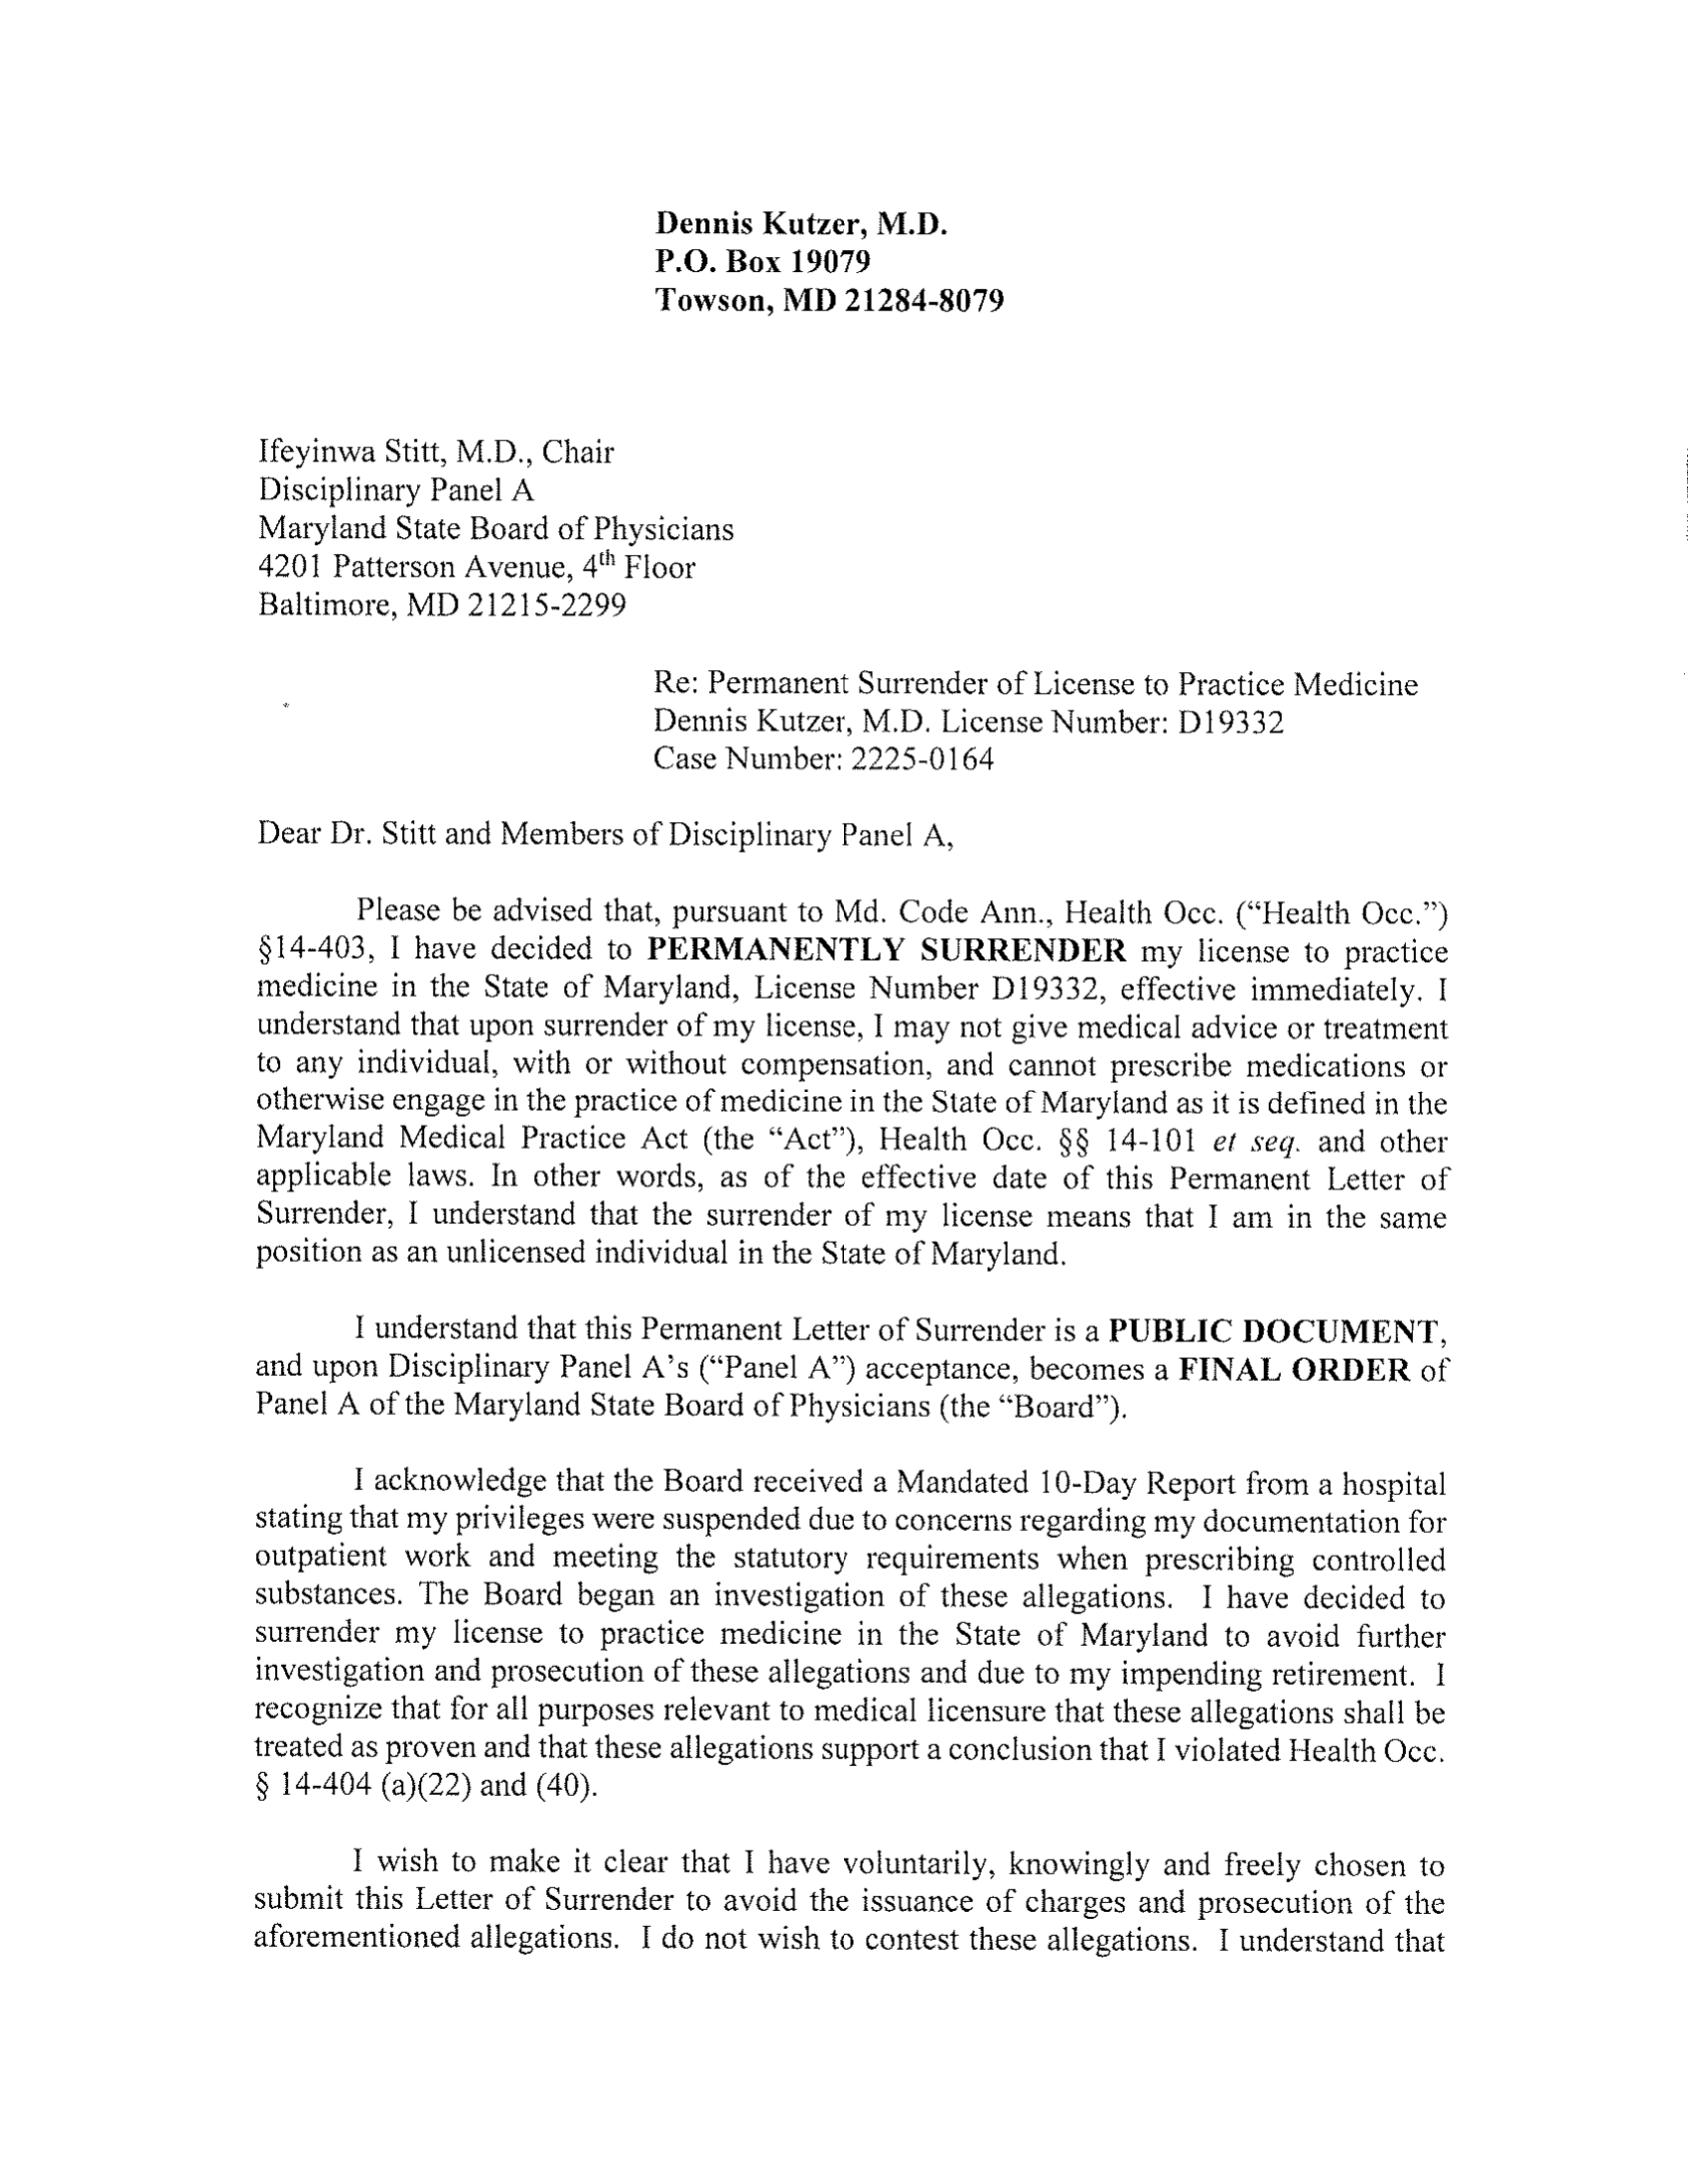 Dennis Kutzer, M.D.
P.O. Box 19079
Towson, MD 21284-8079
Ifeyinwa Stitt, M.D., Chair
Disciplinary Panel A
Maryland State Board of Physicians
4201 Patterson Avenue, 4th Floor
Baltimore, MD 21215-2299
Re: Permanent Surrender of License to Practice Medicine
Dennis Kutzer, M.D. License Number: D19332
Case Number: 2225-0164
Dear Dr. Stitt and Members of Disciplinary Panel A,
Please be advised that, pursuant to Md. Code Ann., Health Occ. (“Health Occ.”)
§14-403, I have decided to PERMANENTLY SURRENDER my license to practice
medicine in the State of Maryland, License Number D19332, effective immediately. I
understand that upon surrender of my license, I may not give medical advice or treatment
to any individual, with or without compensation, and cannot prescribe medications or
otherwise engage in the practice of medicine in the State of Maryland as it is defined in the
Maryland Medical Practice Act (the “Act”), Health Occ. §§ 14-101 et seq. and other
applicable laws. In other words, as of the effective date of this Permanent Letter of
Surrender, I understand that the surrender of my license means that I am in the same
position as an unlicensed individual in the State of Maryland.
I understand that this Permanent Letter of Surrender is a PUBLIC DOCUMENT,
and upon Disciplinary Panel A’s (“Panel A”) acceptance, becomes a FINAL ORDER of
Panel A of the Maryland State Board of Physicians (the “Board”).
I acknowledge that the Board received a Mandated 10-Day Report from a hospital
stating that my privileges were suspended due to concerns regarding my documentation for
outpatient work and meeting the statutory requirements when prescribing controlled
substances. The Board began an investigation of these allegations. I have decided to
surrender my license to practice medicine in the State of Maryland to avoid further
investigation and prosecution of these allegations and due to my impending retirement. I
recognize that for all purposes relevant to medical licensure that these allegations shall be
treated as proven and that these allegations support a conclusion that I violated Health Occ.
§ 14-404 (a)(22) and (40).
I wish to make it clear that I have voluntarily, knowingly and freely chosen to
submit this Letter of Surrender to avoid the issuance of charges and prosecution of the
aforementioned allegations. I do not wish to contest these allegations. I understand that